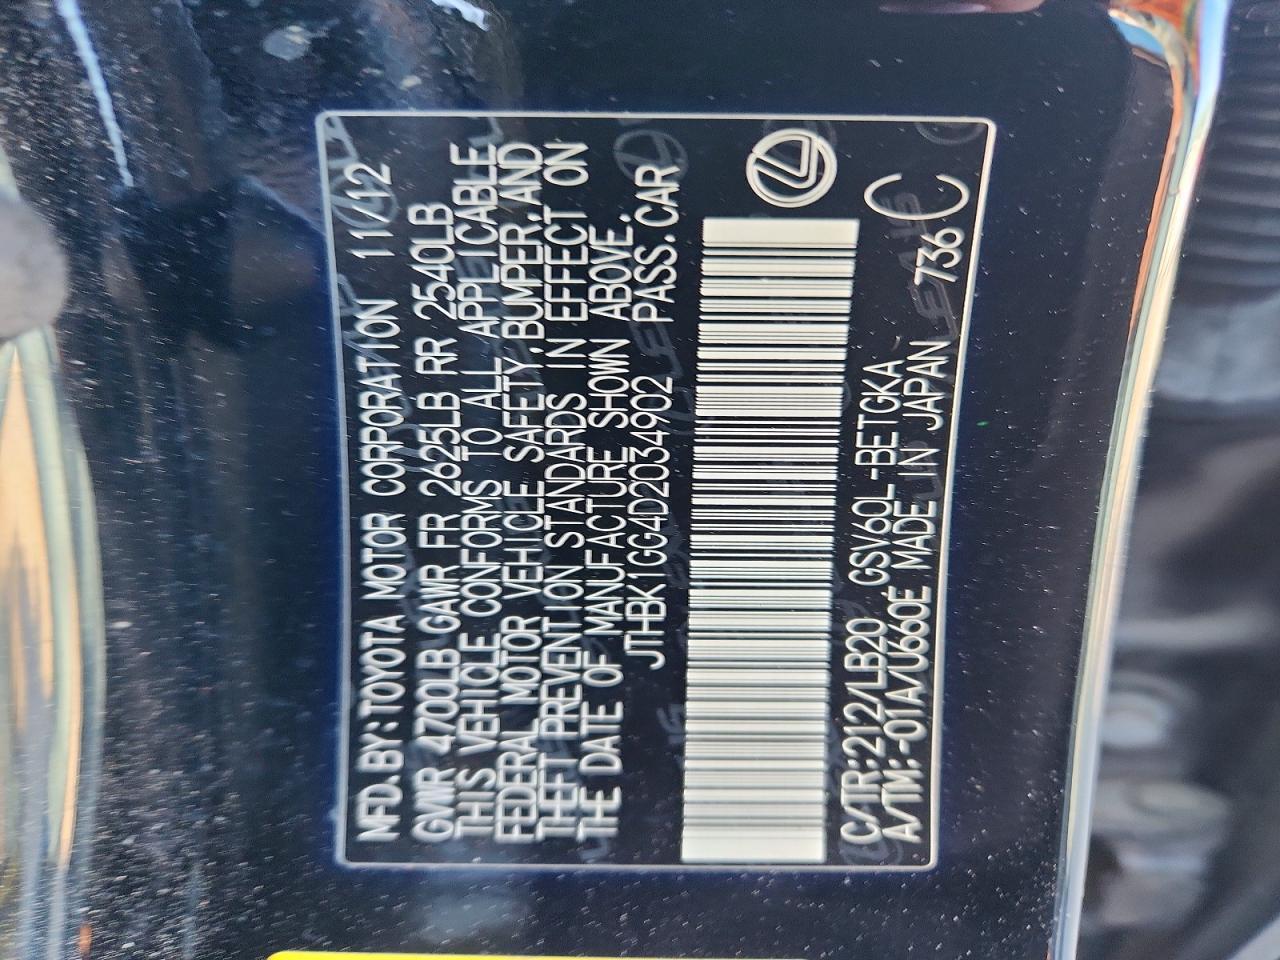 MFD.BY:TOYOTA MOTOR CORPORATION 11/12
GVWR 4700LB GAWR FR 2625LB RR 2540LB
THIS VEHICLE CONFORMS TO ALL APPLICABLE
FEDERAL MOTOR VEHICLE SAFETY,BUMPER,AND
THEFT PREVENTION STANDARDS IN EFFECT ON
THE DATE OF MANUFACTURE SHOWN ABOVE.
JTHBK1GG4D2034902 PASS.CAR
C/TR:212/LB20 GSV60L-BETGKA
A/TM:-01A/U660E MADE IN JAPAN 736 C